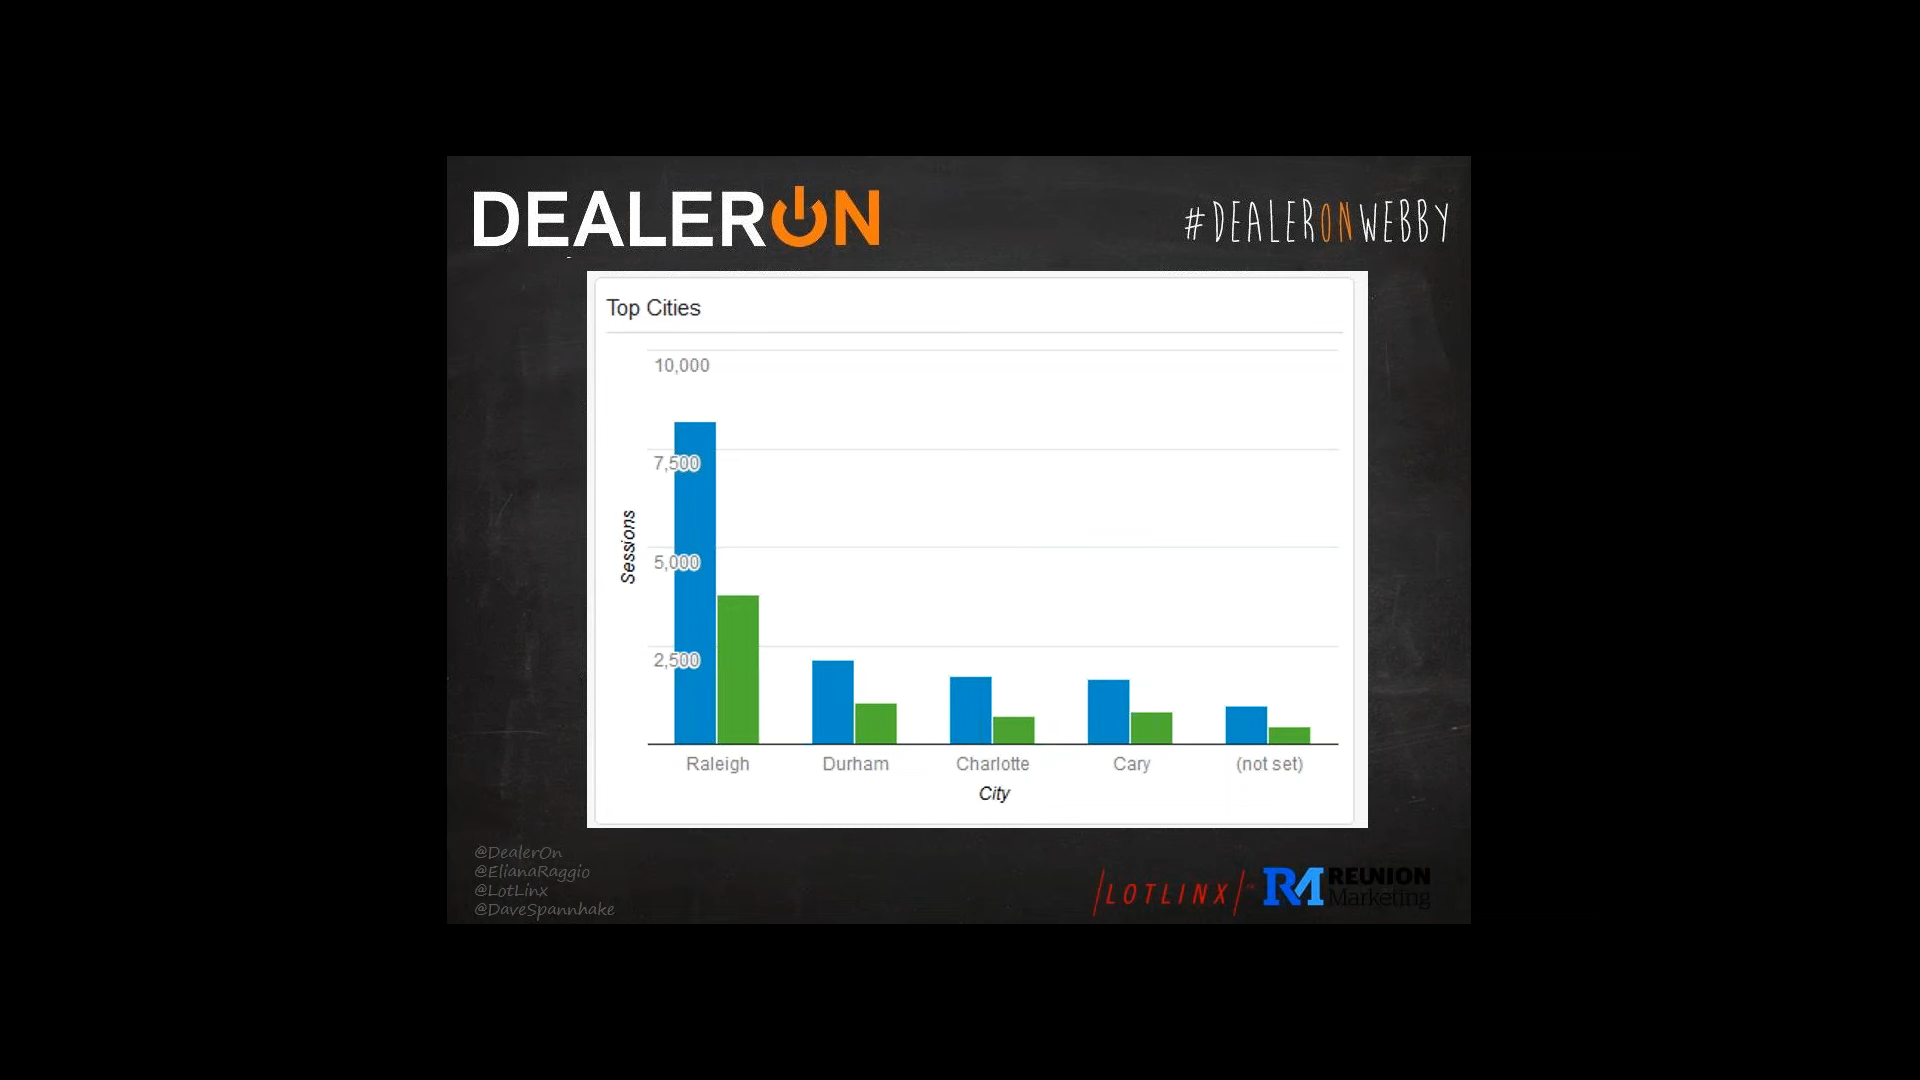 DEALERON
#DEALERONWEBBY
Top Cities
10,000
7,500
5,000
2,500
Sessions
Raleigh Durham Charlotte Cary (not set)
City
@DealerOn
@ElianaRaggio
@LotLinx
@DaveSpannhake
/LOTLINX/
RM REUNION
Marketing